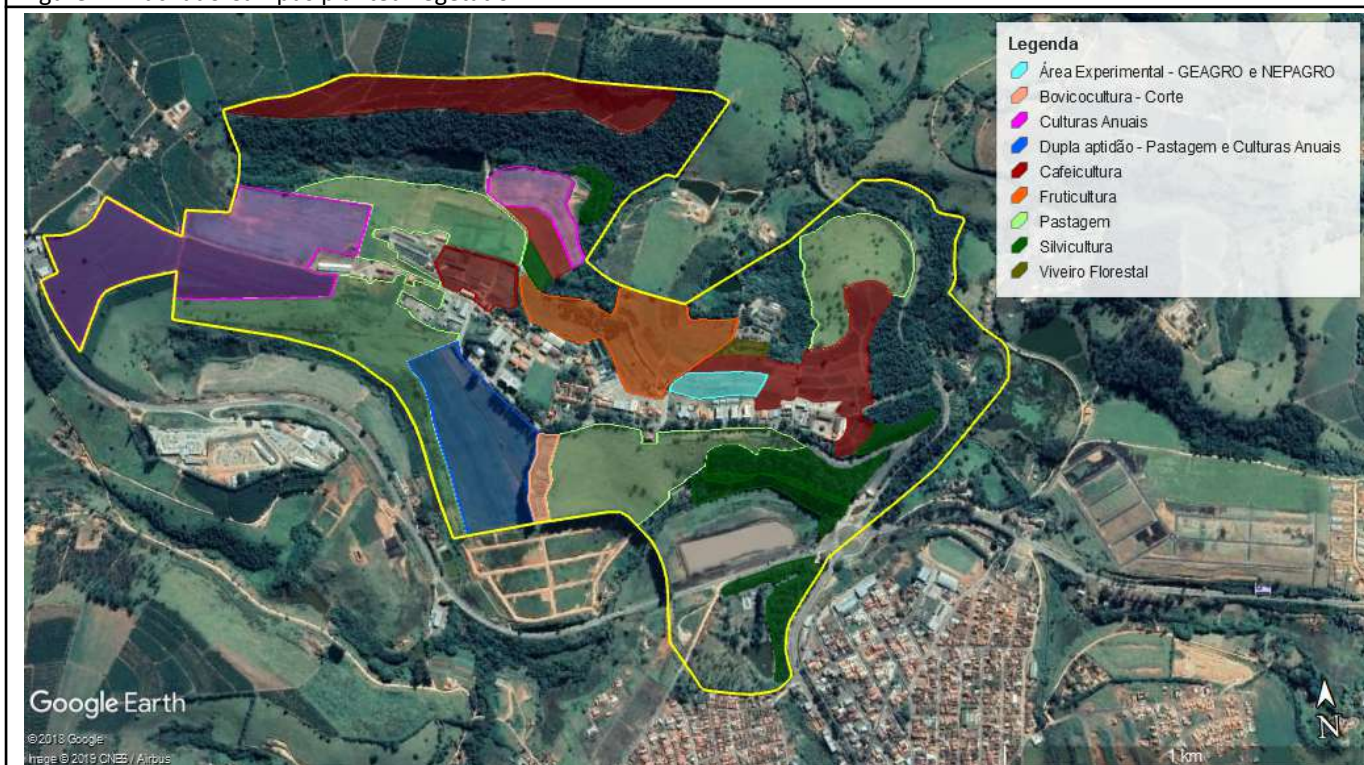 Legenda
Área Experimental - GEAGRO e NEPAGRO
Bovicocultura - Corte
Culturas Anuais
Dupla aptidão - Pastagem e Culturas Anuais
Cafeicultura
Fruticultura
Pastagem
Silvicultura
Viveiro Florestal
Google Earth
© 2018 Google
Image © 2019 CNES / Airbus
N
1 km